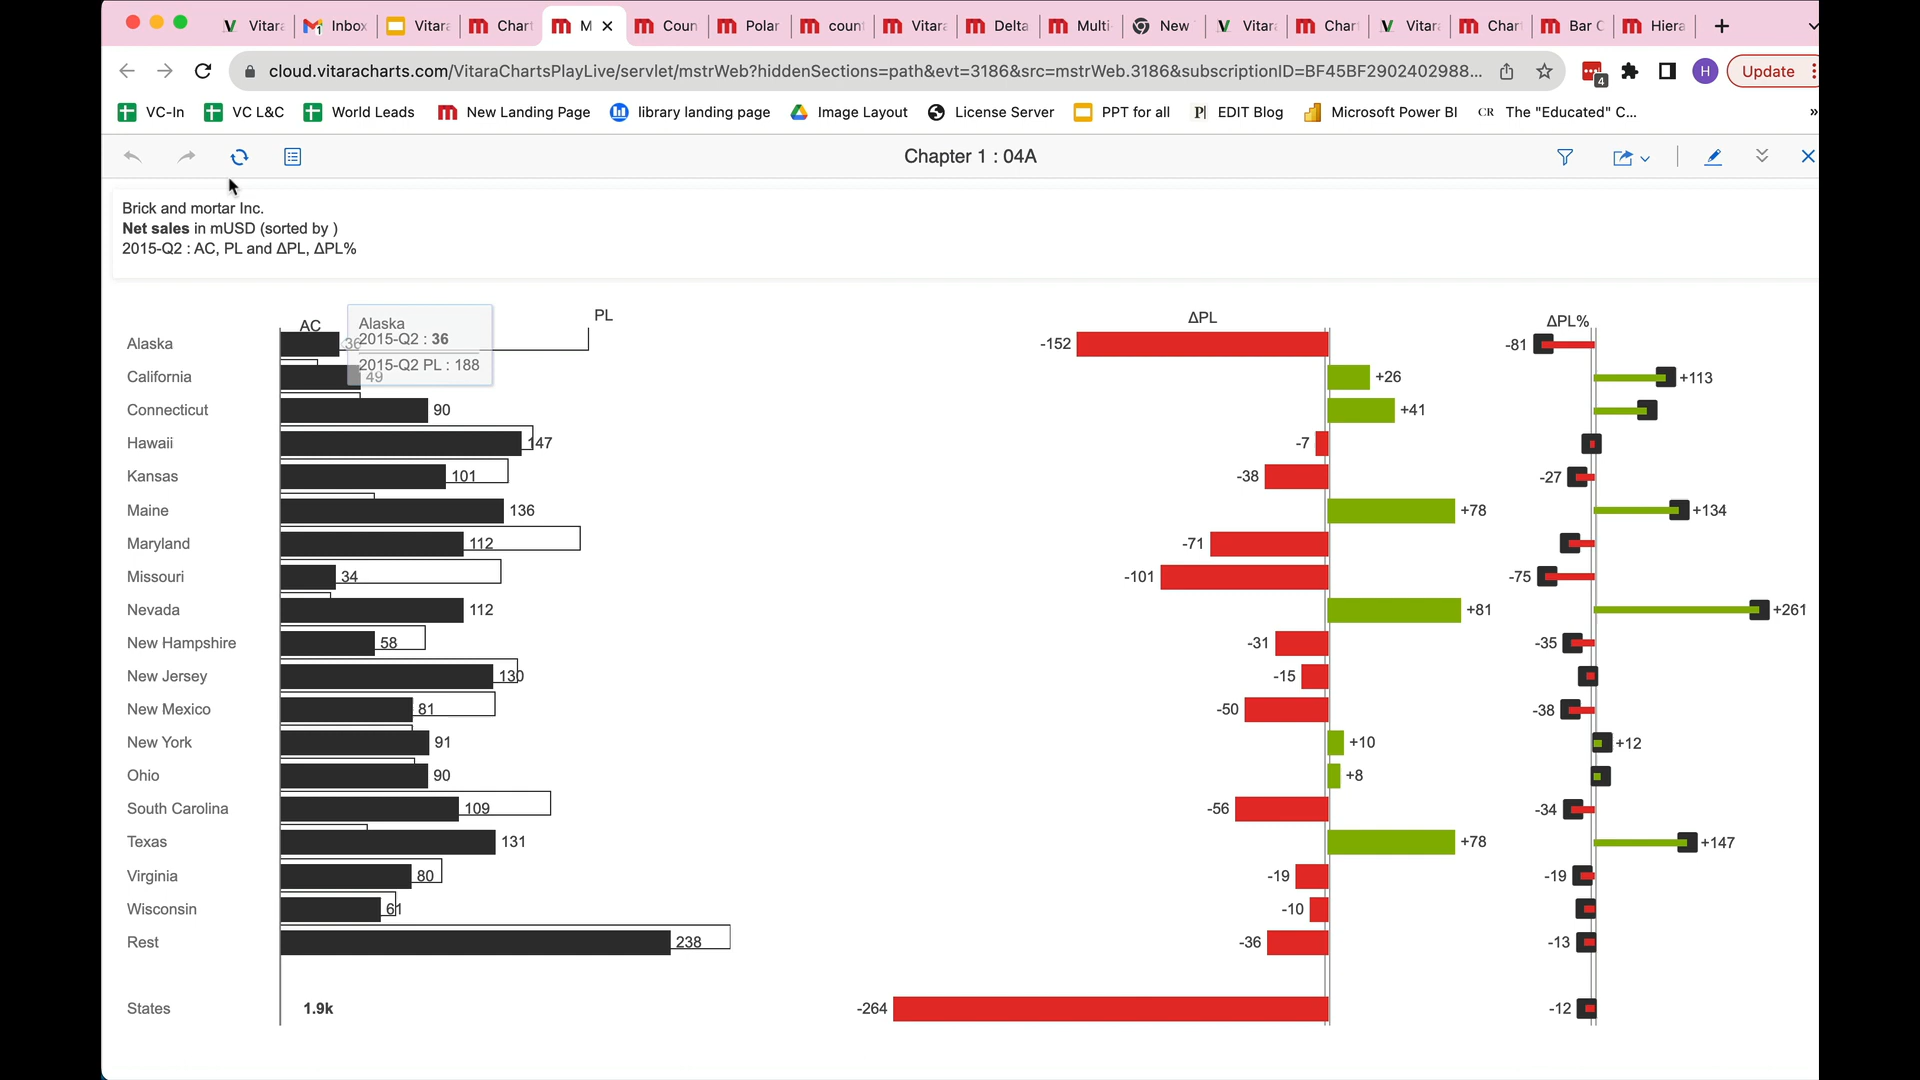 Vitara Inbox Vitara Chart M Coun Polar count Vitara Delta Multi- New Vitar Char Vitar Char Bar C Hiera
cloud.vitaracharts.com/VitaraChartsPlayLive/servlet/mstrWeb?hiddenSections=path&evt=3186&src=mstrWeb.3186&subscriptionID=BF45BF2902402988... 4 H Update
VC-In VC L&C World Leads New Landing Page library landing page Image Layout License Server PPT for all EDIT Blog Microsoft Power BI CR The "Educated" C... »
Chapter 1 : 04A
Brick and mortar Inc.
Net sales in mUSD (sorted by )
2015-Q2 : AC, PL and ΔPL, ΔPL%
AC PL ΔPL ΔPL%
Alaska
2015-Q2 : 36
2015-Q2 PL : 188
Alaska 36 -152 -81
California 49 +26 +113
Connecticut 90 +41
Hawaii 147 -7
Kansas 101 -38 -27
Maine 136 +78 +134
Maryland 112 -71
Missouri 34 -101 -75
Nevada 112 +81 +261
New Hampshire 58 -31 -35
New Jersey 130 -15
New Mexico 81 -50 -38
New York 91 +10 +12
Ohio 90 +8
South Carolina 109 -56 -34
Texas 131 +78 +147
Virginia 80 -19 -19
Wisconsin 61 -10
Rest 238 -36 -13
States 1.9k -264 -12